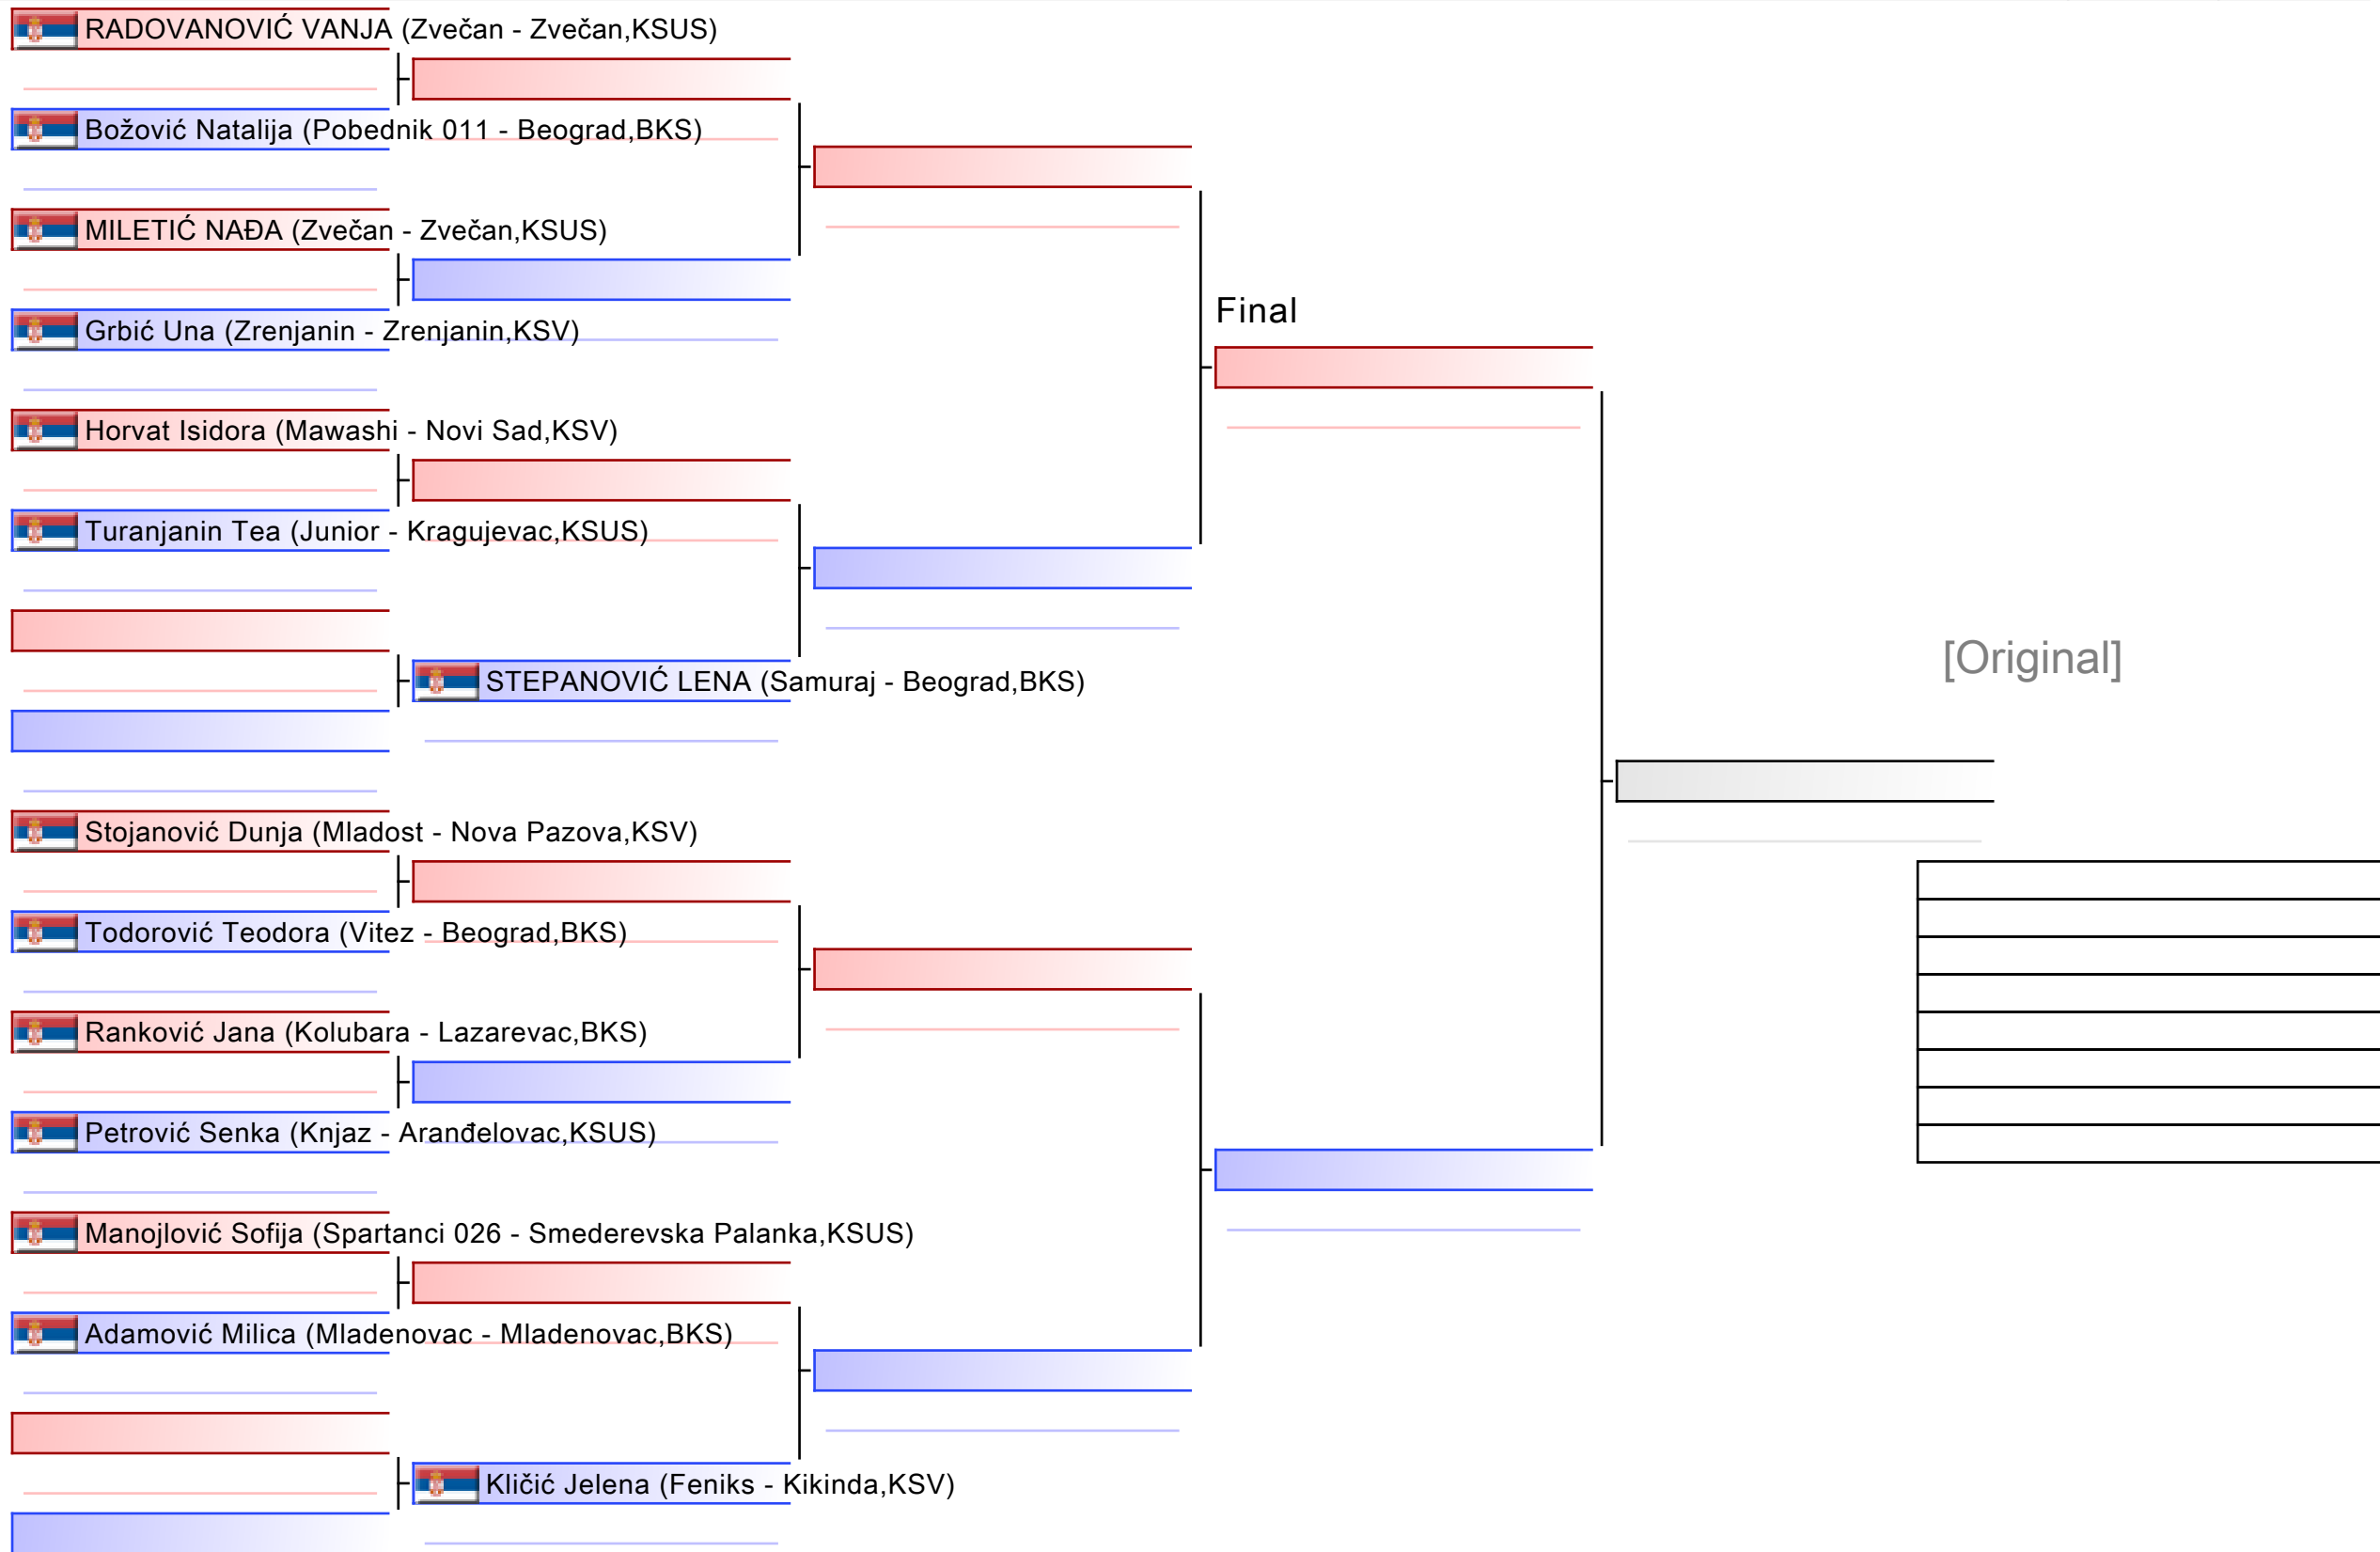 RADOVANOVIĆ VANJA (Zvečan - Zvečan,KSUS)
Božović Natalija (Pobednik 011 - Beograd,BKS)
MILETIĆ NAĐA (Zvečan - Zvečan,KSUS)
Grbić Una (Zrenjanin - Zrenjanin,KSV)
Final
Horvat Isidora (Mawashi - Novi Sad,KSV)
Turanjanin Tea (Junior - Kragujevac,KSUS)
[Original]
STEPANOVIĆ LENA (Samuraj - Beograd,BKS)
Stojanović Dunja (Mladost - Nova Pazova,KSV)
Todorović Teodora (Vitez - Beograd,BKS)
Ranković Jana (Kolubara - Lazarevac,BKS)
Petrović Senka (Knjaz - Aranđelovac,KSUS)
Manojlović Sofija (Spartanci 026 - Smederevska Palanka,KSUS)
Adamović Milica (Mladenovac - Mladenovac,BKS)
Kličić Jelena (Feniks - Kikinda,KSV)